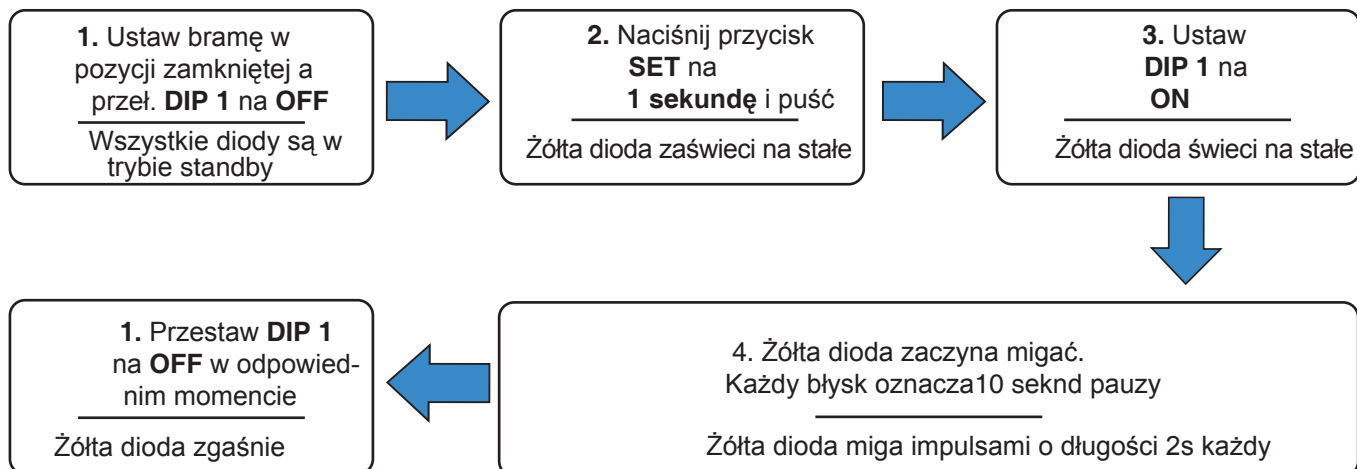 1. Ustaw bramę w
pozycji zamkniętej a
przeł. DIP 1 na OFF
Wszystkie diody są w
trybie standby
2. Naciśnij przycisk
SET na
1 sekundę i puść
Żółta dioda zaświeci na stałe
3. Ustaw
DIP 1 na
ON
Żółta dioda świeci na stałe
4. Żółta dioda zaczyna migać.
Każdy błysk oznacza10 seknd pauzy
Żółta dioda miga impulsami o długości 2s każdy
1. Przestaw DIP 1
na OFF w odpowied-
nim momencie
Żółta dioda zgaśnie